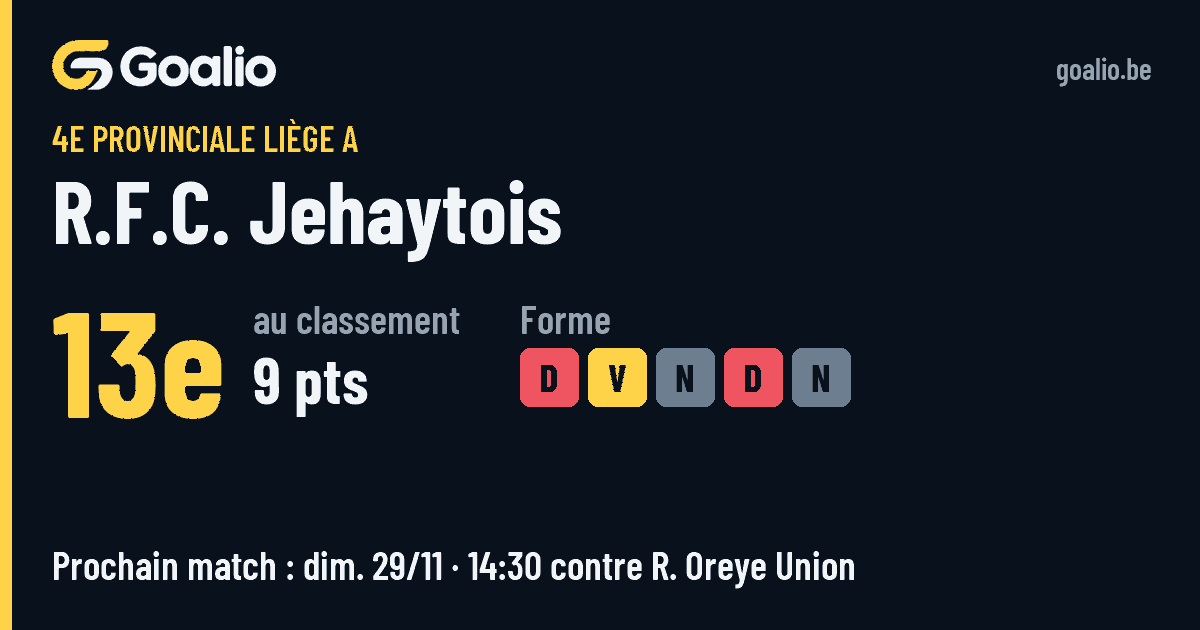 Goalio
goalio.be
4E PROVINCIALE LIÈGE A
R.F.C. Jehaytois
13e
au classement
9 pts
Forme
D V N D N
Prochain match : dim. 29/11 · 14:30 contre R. Oreye Union